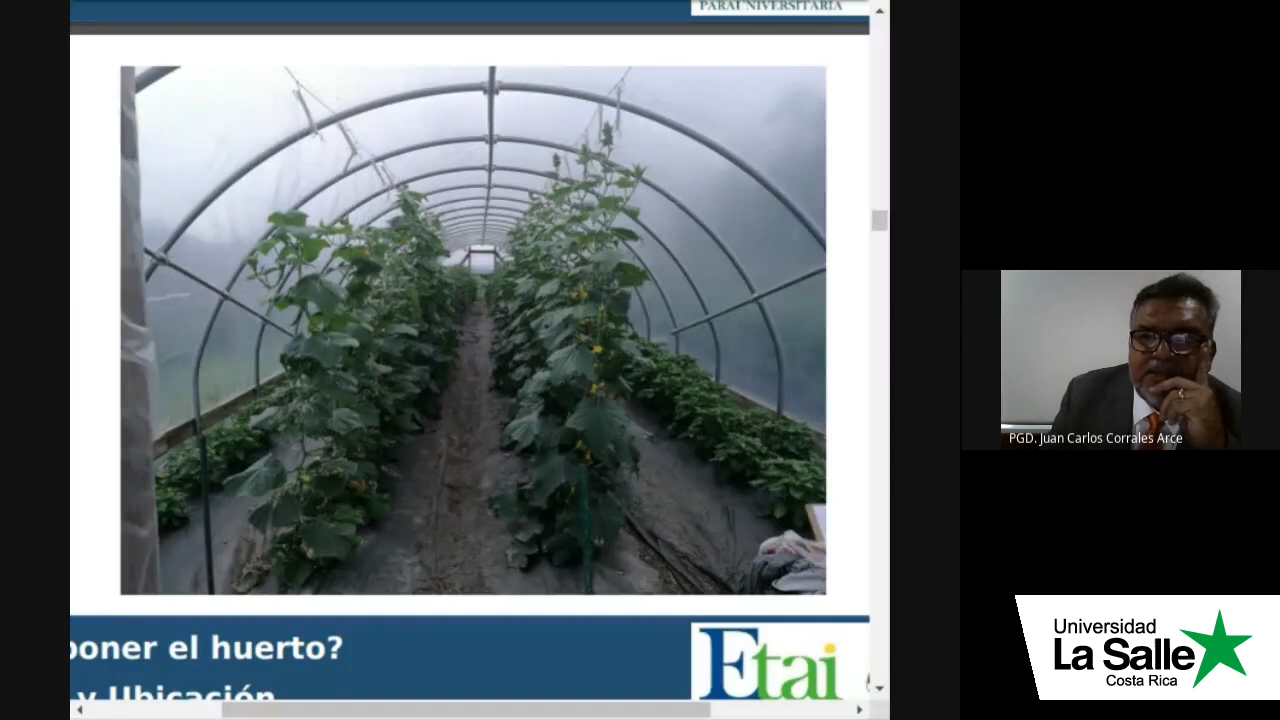 PARAUNIVERSITARIA
poner el huerto?
y Ubicación
Etai
PGD. Juan Carlos Corrales Arce
Universidad
La Salle
Costa Rica